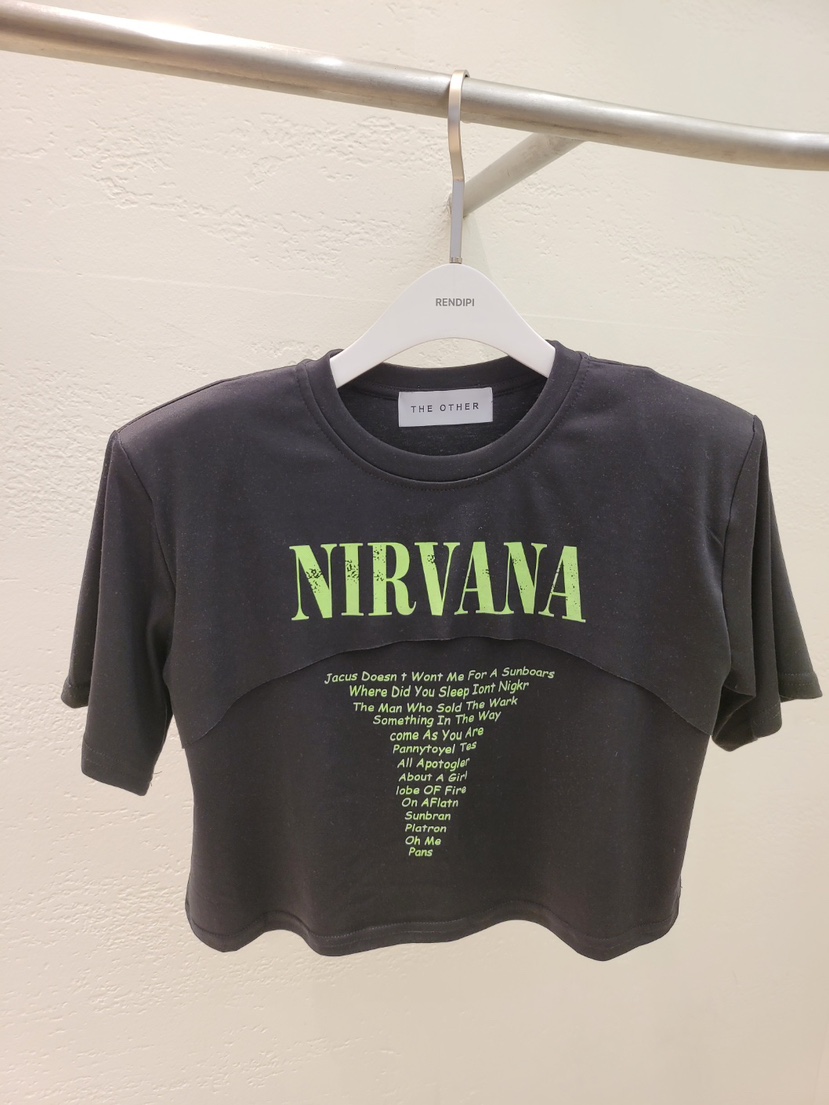 RENDIPI
THE OTHER
NIRVANA
Jacus Doesn t Wont Me For A Sunboars
Where Did You Sleep Iont Nigkr
The Man Who Sold The Wark
Something In The Way
come As You Are
Pannytoyel Tes
All Apotogler
About A Girl
lobe OF Fire
On AFlatn
Sunbran
Platron
Oh Me
Pans